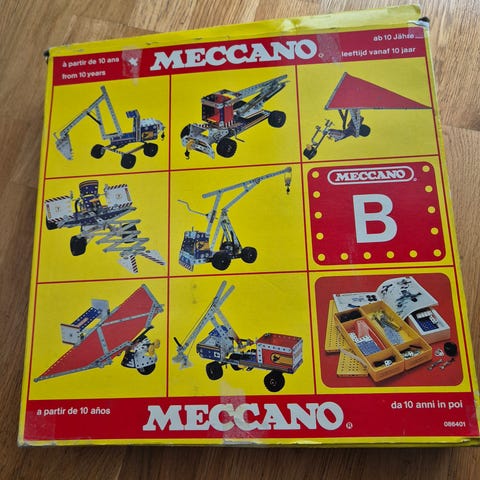 à partir de 10 ans
from 10 years
MECCANO®
ab 10 Jahre
leeftijd vanaf 10 jaar
MECCANO®
B
a partir de 10 años
MECCANO®
da 10 anni in poi
086401